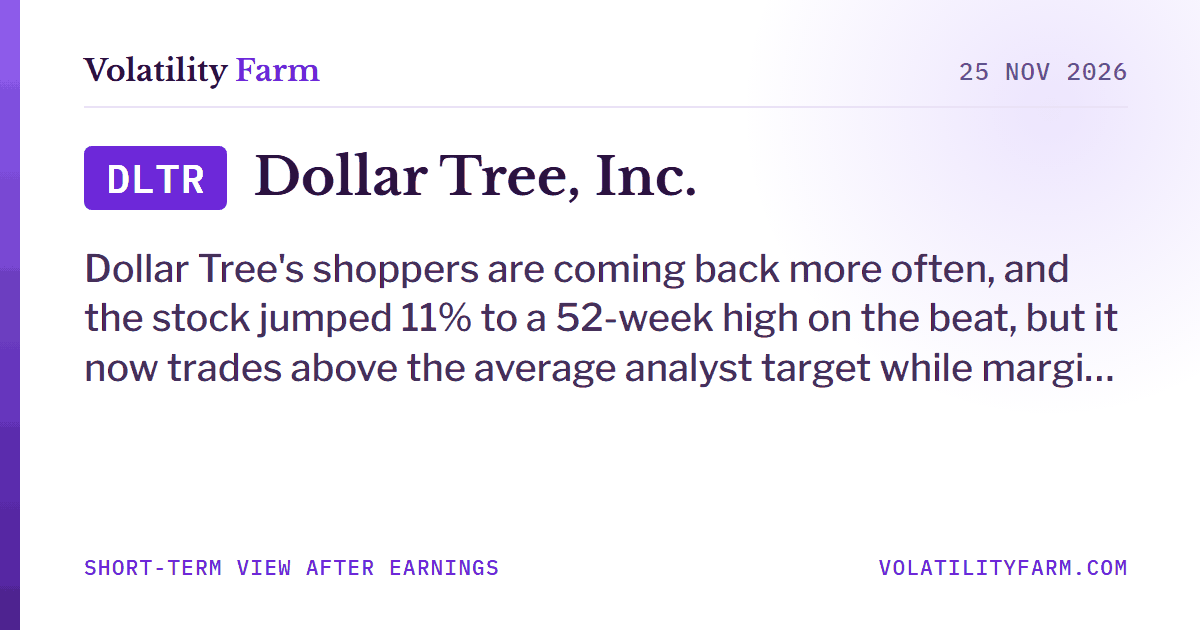 Volatility Farm
25 NOV 2026
DLTR Dollar Tree, Inc.
Dollar Tree's shoppers are coming back more often, and
the stock jumped 11% to a 52-week high on the beat, but it
now trades above the average analyst target while margi...
SHORT-TERM VIEW AFTER EARNINGS
VOLATILITYFARM.COM